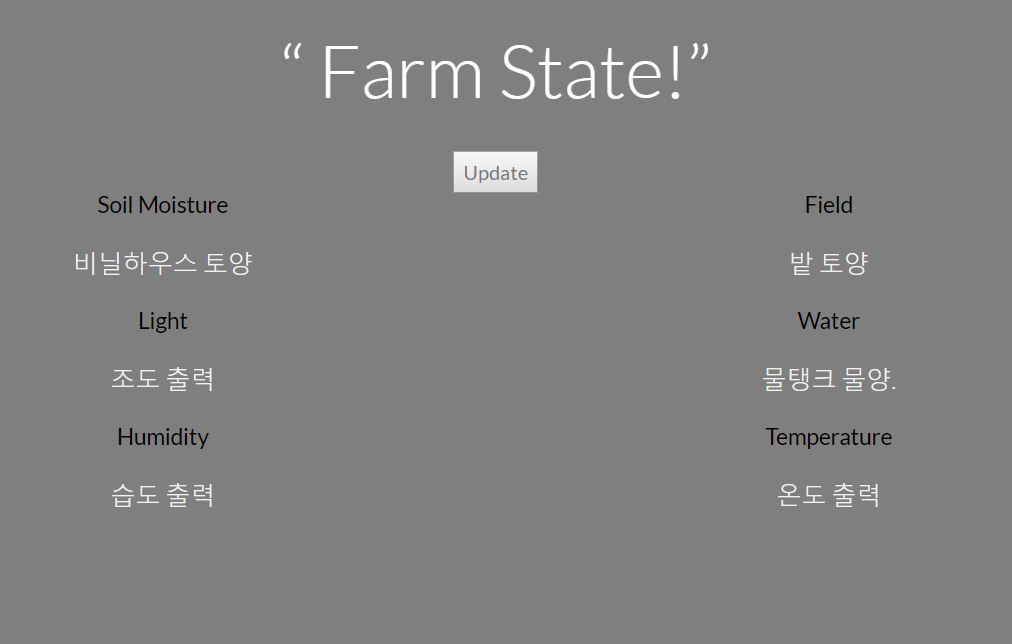 “ Farm State!”
Update
Soil Moisture
비닐하우스 토양
Light
조도 출력
Humidity
습도 출력
Field
밭 토양
Water
물탱크 물양.
Temperature
온도 출력